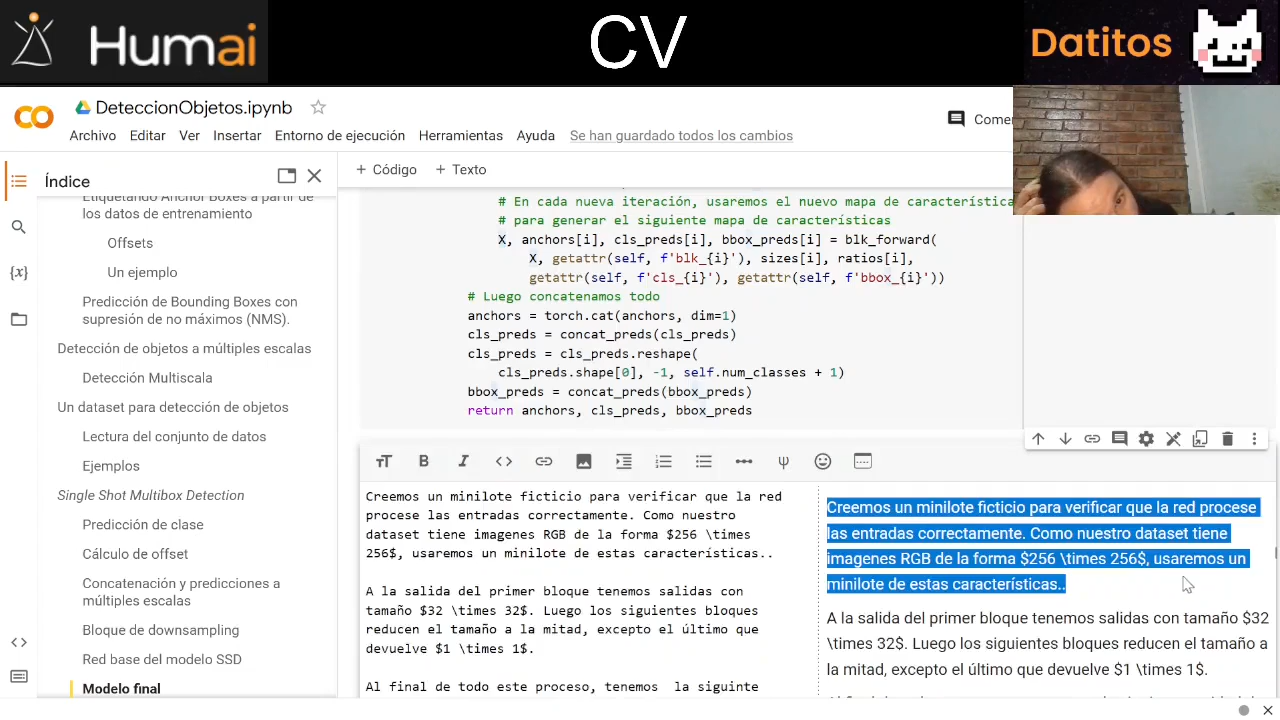 Humai
CV
Datitos
DeteccionObjetos.ipynb
Archivo Editar Ver Insertar Entorno de ejecución Herramientas Ayuda Se han guardado todos los cambios
Índice
Etiquetando Anchor Boxes a partir de
los datos de entrenamiento
Offsets
Un ejemplo
Predicción de Bounding Boxes con
supresión de no máximos (NMS).
Detección de objetos a múltiples escalas
Detección Multiscala
Un dataset para detección de objetos
Lectura del conjunto de datos
Ejemplos
Single Shot Multibox Detection
Predicción de clase
Cálculo de offset
Concatenación y predicciones a
múltiples escalas
Bloque de downsampling
Red base del modelo SSD
Modelo final
+ Código + Texto
# En cada nueva iteración, usaremos el nuevo mapa de
# para generar el siguiente mapa de características
X, anchors[i], cls_preds[i], bbox_preds[i] = blk_forward(
X, getattr(self, f'blk_{i}'), sizes[i], ratios[i],
getattr(self, f'cls_{i}'), getattr(self, f'bbox_{i}'))
# Luego concatenamos todo
anchors = torch.cat(anchors, dim=1)
cls_preds = concat_preds(cls_preds)
cls_preds = cls_preds.reshape(
cls_preds.shape[0], -1, self.num_classes + 1)
bbox_preds = concat_preds(bbox_preds)
return anchors, cls_preds, bbox_preds
Creemos un minilote ficticio para verificar que la red
procese las entradas correctamente. Como nuestro
dataset tiene imagenes RGB de la forma $256 \times
256$, usaremos un minilote de estas características..
A la salida del primer bloque tenemos salidas con
tamaño $32 \times 32$. Luego los siguientes bloques
reducen el tamaño a la mitad, excepto el último que
devuelve $1 \times 1$.
Al final de todo este proceso, tenemos la siguinte
Creemos un minilote ficticio para verificar que la red procese
las entradas correctamente. Como nuestro dataset tiene
imagenes RGB de la forma $256 \times 256$, usaremos un
minilote de estas características..
A la salida del primer bloque tenemos salidas con tamaño $32
\times 32$. Luego los siguientes bloques reducen el tamaño a
la mitad, excepto el último que devuelve $1 \times 1$.